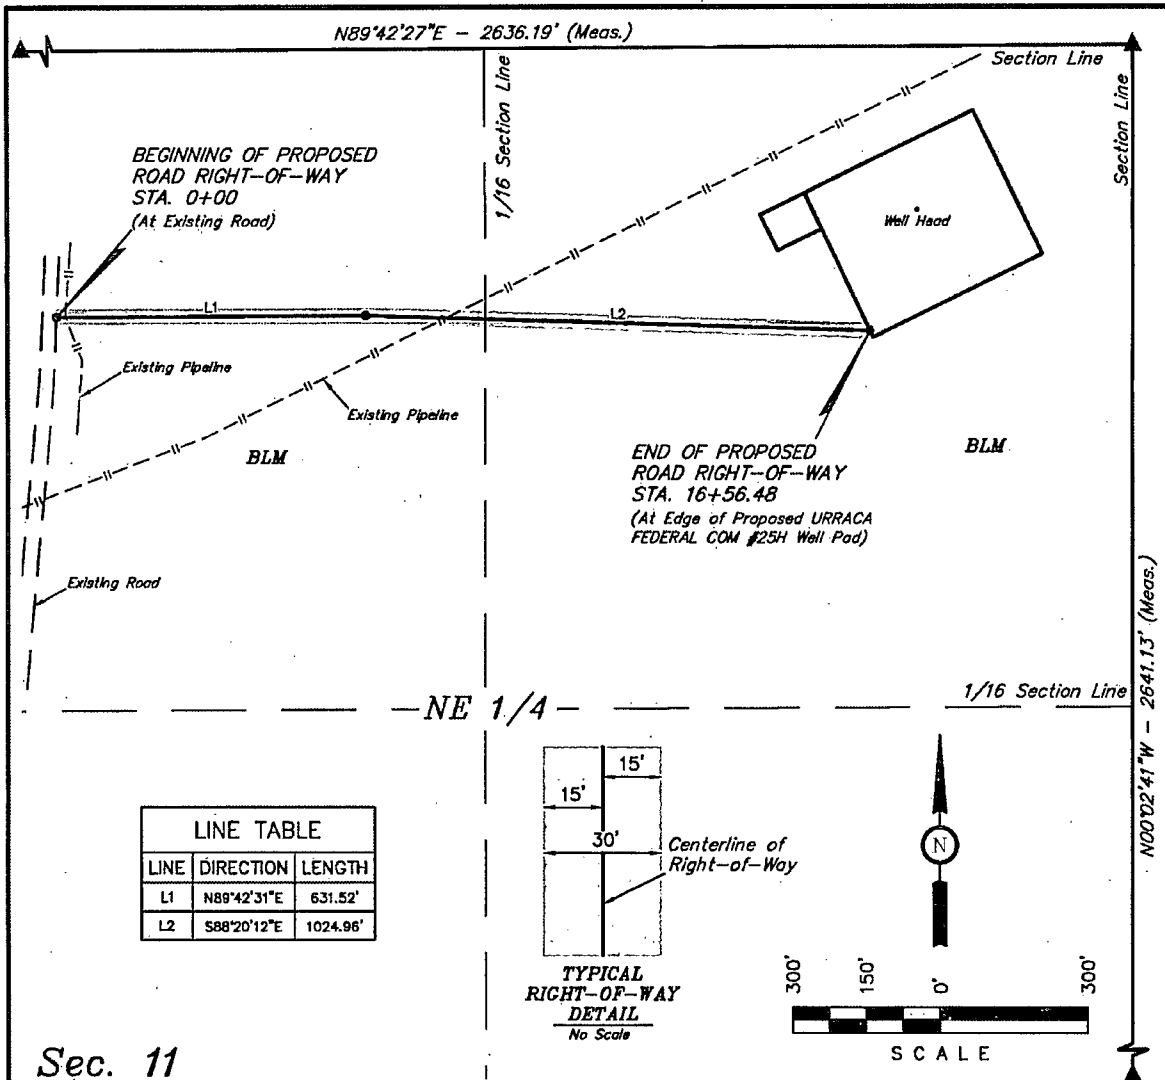 N89°42'27"E - 2636.19' (Meas.)
Section Line
1/16 Section Line
Section Line
BEGINNING OF PROPOSED
ROAD RIGHT-OF-WAY
STA. 0+00
(At Existing Road)
Well Head
L1
L2
Existing Pipeline
Existing Pipeline
BLM
BLM
END OF PROPOSED
ROAD RIGHT-OF-WAY
STA. 16+56.48
(At Edge of Proposed URRACA
FEDERAL COM #25H Well Pad)
Existing Road
N00°02'41"W - 2641.13' (Meas.)
1/16 Section Line
NE 1/4
LINE TABLE
LINE DIRECTION LENGTH
L1 N89°42'31"E 631.52'
L2 S88°20'12"E 1024.96'
15'
15'
30'
Centerline of
Right-of-Way
TYPICAL
RIGHT-OF-WAY
DETAIL
No Scale
N
300' 150' 0' 300'
SCALE
Sec. 11